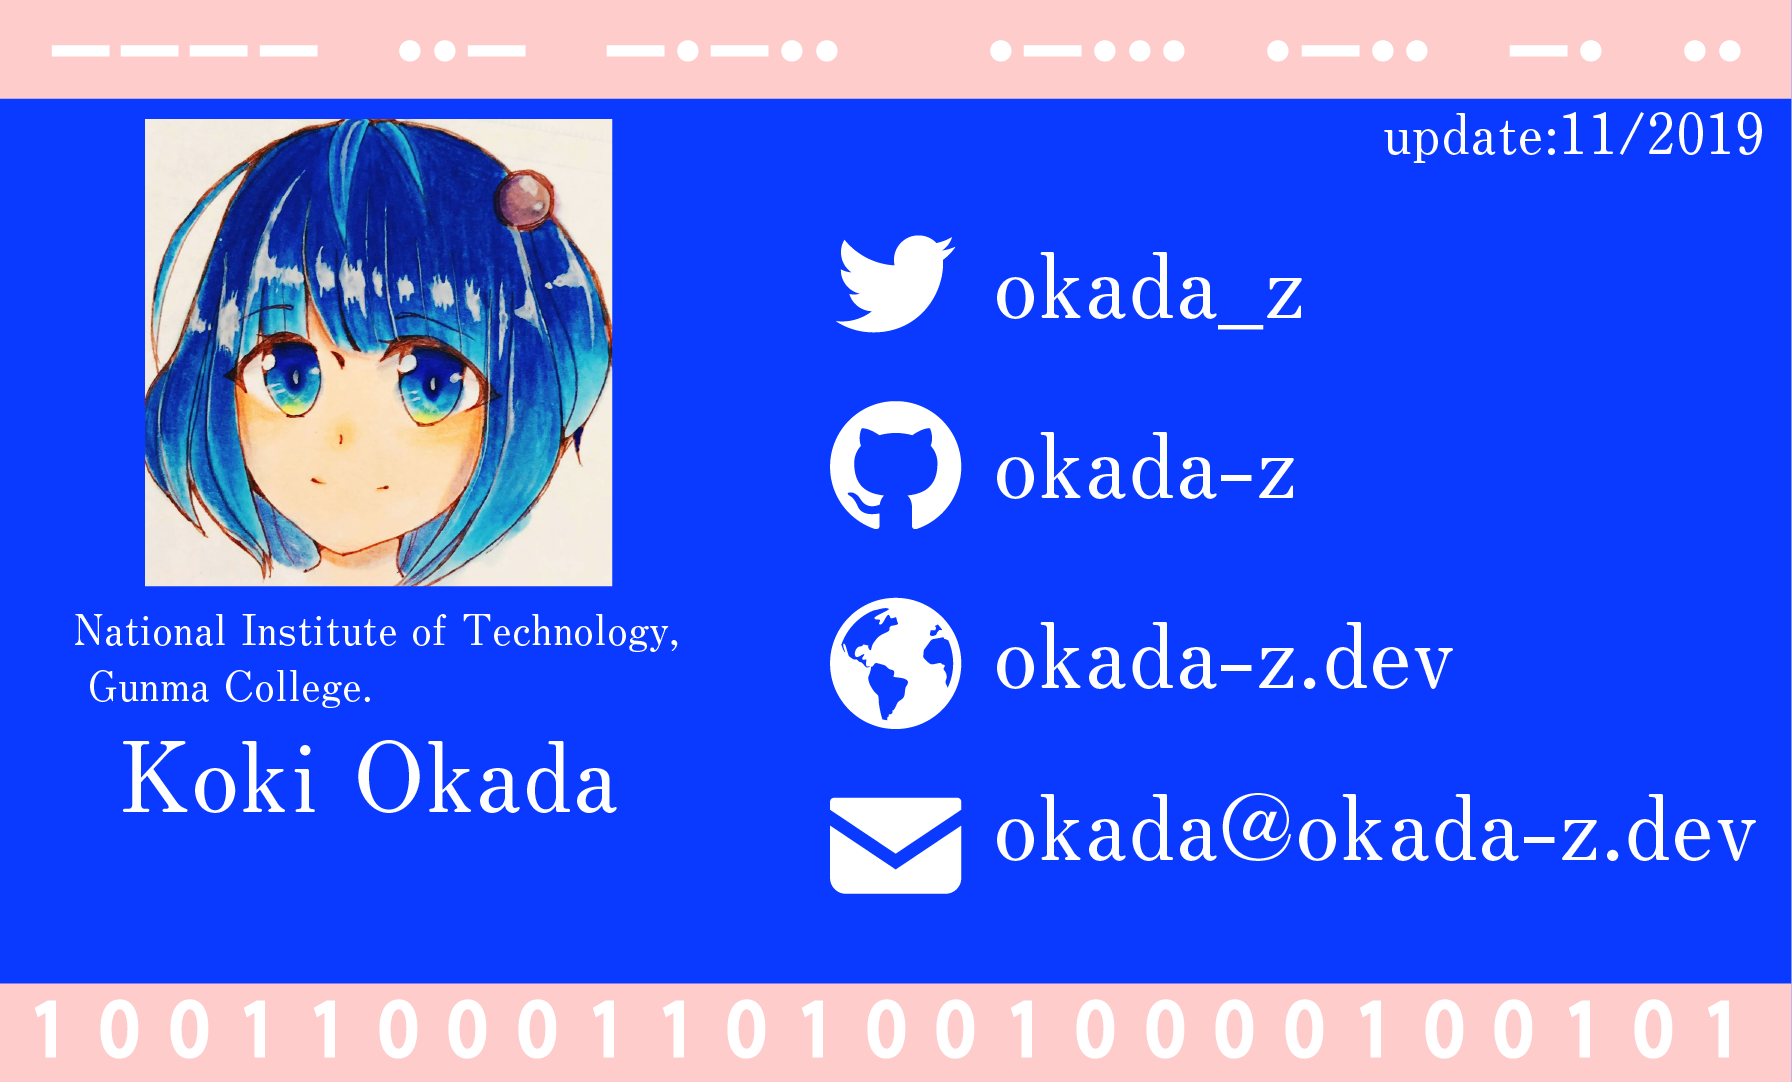 −−−− ··− −·−·· ·−··· ·−·· −· ··
update:11/2019
National Institute of Technology,
Gunma College.
Koki Okada
okada_z
okada-z
okada-z.dev
okada@okada-z.dev
1001100011010010000100101